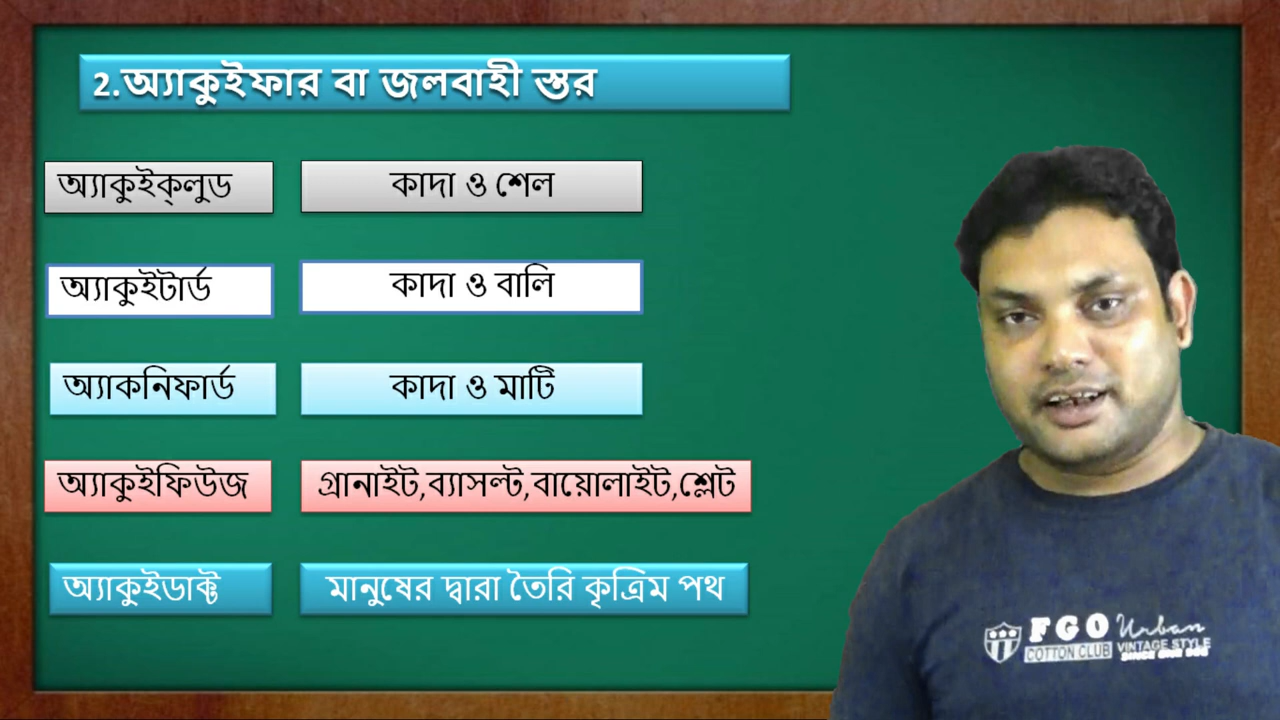 2.অ্যাকুইফার বা জলবাহী স্তর
অ্যাকুইক্লুড
কাদা ও শেল
অ্যাকুইটার্ড
কাদা ও বালি
অ্যাকনিফার্ড
কাদা ও মাটি
অ্যাকুইফিউজ
গ্রানাইট,ব্যাসল্ট,বায়োলাইট,শ্লেট
অ্যাকুইডাক্ট
মানুষের দ্বারা তৈরি কৃত্রিম পথ
FGO Urban
COTTON CLUB VINTAGE STYLE